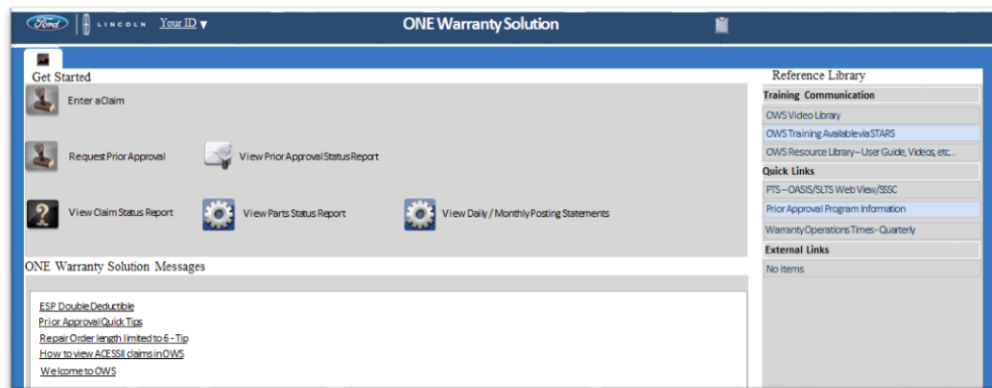 Ford LINCOLN Your ID ▼ ONE Warranty Solution
Get Started
Enter a Claim
Request Prior Approval View Prior Approval Status Report
View Claim Status Report View Parts Status Report View Daily / Monthly Posting Statements
ONE Warranty Solution Messages
ESP Double Deductible
Prior Approval Quick Tips
Repair Order length limited to 6 - Tip
How to view ACESII claims in OWS
Welcome to OWS
Reference Library
Training Communication
OWS Video Library
OWS Training Available via STARS
OWS Resource Library – User Guide, Videos, etc...
Quick Links
PTS – OASIS/SLTS Web View/SSSC
Prior Approval Program Information
Warranty Operations Times - Quarterly
External Links
No items